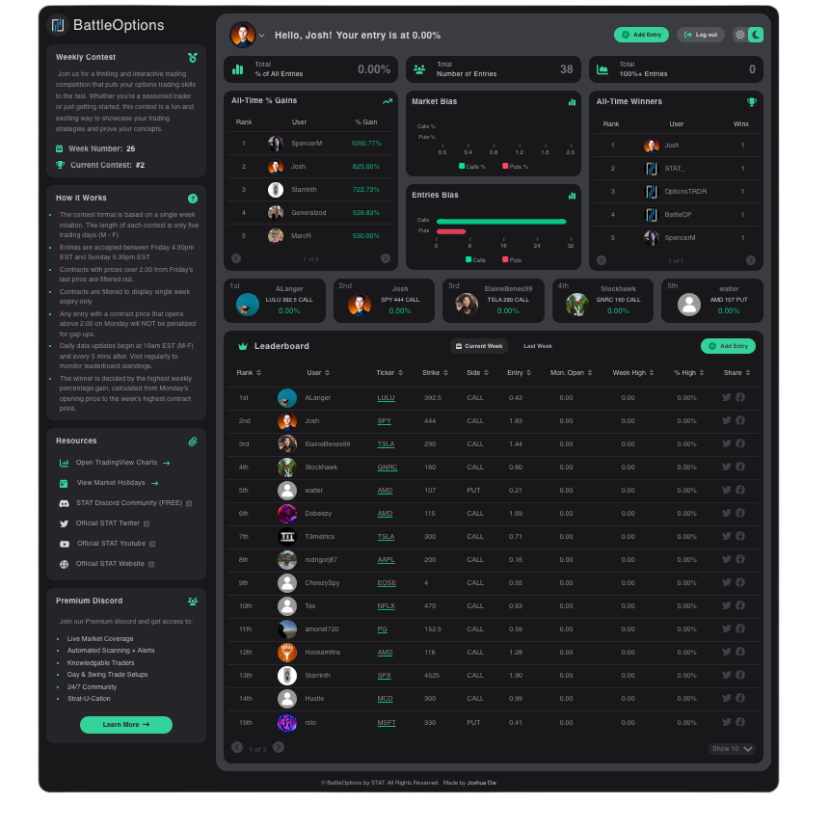 BattleOptions
Weekly Contest
Join us for a thrilling and interactive trading
competition that puts your options trading skills
to the test. Whether you're a seasoned trader
or just getting started, this contest is a fun and
exciting way to showcase your trading
strategies and prove your concepts.
Week Number: 26
Current Contest: #2
How it Works
The contest format is based on a single week
rotation. The length of each contest is only five
trading days (M - F)
Entries are accepted between Friday 4:30pm
EST and Sunday 5:30pm EST
Contracts with prices over 2.00 from Friday's
last price are filtered out.
Contracts are filtered to display single week
expiry only
Any entry with a contract price that opens
above 2.00 on Monday will NOT be penalized
for gap ups.
Daily data updates begin at 10am EST (M-F)
and every 5 mins after. Visit regularly to
monitor leaderboard standings.
The winner is decided by the highest weekly
percentage gain, calculated from Monday's
opening price to the week's highest contract
price.
Resources
Open TradingView Charts →
View Market Holidays →
STAT Discord Community (FREE)
Official STAT Twitter
Official STAT Youtube
Official STAT Website
Premium Discord
Join our Premium discord and get access to:
Live Market Coverage
Automated Scanning + Alerts
Knowledgable Traders
Day & Swing Trade Setups
24/7 Community
Strat-U-Cation
Learn More →
Hello, Josh! Your entry is at 0.00%
Add Entry
Log out
Total
% of All Entries
0.00%
Total
Number of Entries
38
Total
100%+ Entries
0
All-Time % Gains
Rank User % Gain
1 SpencerM 1050.77%
2 Josh 825.00%
3 Starrinth 722.73%
4 Generalzod 539.83%
5 MarcR 530.00%
1 of 3
Market Bias
Calls %
Puts %
0.0 0.4 0.8 1.2 1.6 2.0
Calls % Puts %
Entries Bias
Calls
Puts
0 8 16 24 32
Calls Puts
All-Time Winners
Rank User Wins
1 Josh 1
2 STAT_ 1
3 OptionsTRDR 1
4 BattleOP 1
5 SpencerM 1
1 of 3
1st ALanger
LULU 392.5 CALL
0.00%
2nd Josh
SPY 444 CALL
0.00%
3rd ElaineBenes99
TSLA 290 CALL
0.00%
4th Stockhawk
GNRC 160 CALL
0.00%
5th walter
AMD 107 PUT
0.00%
Leaderboard
Current Week
Last Week
Add Entry
Rank User Ticker Strike Side Entry Mon. Open Week High % High Share
1st ALanger LULU 392.5 CALL 0.43 0.00 0.00 0.00%
2nd Josh SPY 444 CALL 1.83 0.00 0.00 0.00%
3rd ElaineBenes99 TSLA 290 CALL 1.44 0.00 0.00 0.00%
4th Stockhawk GNRC 160 CALL 0.60 0.00 0.00 0.00%
5th walter AMD 107 PUT 0.21 0.00 0.00 0.00%
6th Dobeezy AMD 115 CALL 1.69 0.00 0.00 0.00%
7th T3metrics TSLA 300 CALL 0.71 0.00 0.00 0.00%
8th rodrigorj87 AAPL 200 CALL 0.16 0.00 0.00 0.00%
9th CheezySpy EOSE 4 CALL 0.55 0.00 0.00 0.00%
10th Tox NFLX 470 CALL 0.63 0.00 0.00 0.00%
11th amonet720 PG 152.5 CALL 0.59 0.00 0.00 0.00%
12th Hookemfins AMD 116 CALL 1.28 0.00 0.00 0.00%
13th Starrinth SPX 4525 CALL 1.90 0.00 0.00 0.00%
14th Hustle MCD 300 CALL 0.99 0.00 0.00 0.00%
15th rolo MSFT 330 PUT 0.41 0.00 0.00 0.00%
1 of 3
Show 10
© BattleOptions by STAT. All Rights Reserved. Made by Joshua Ow